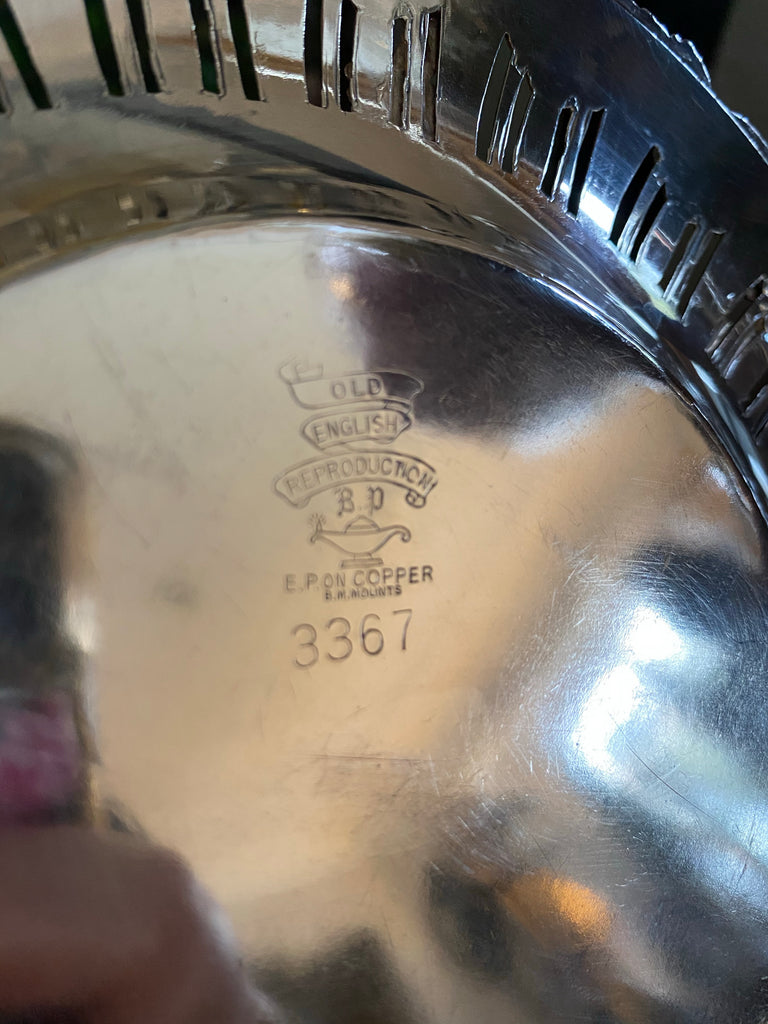 OLD
ENGLISH
REPRODUCTION
B.P
E.P.ON COPPER
B.M.MOUNTS
3367